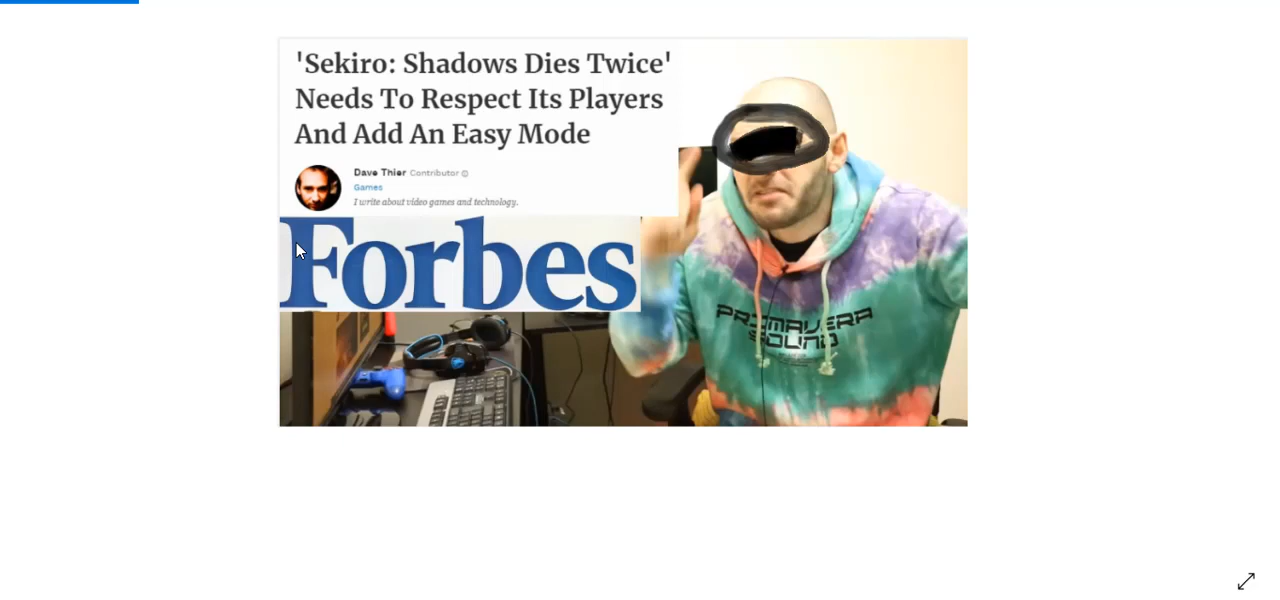 'Sekiro: Shadows Dies Twice'
Needs To Respect Its Players
And Add An Easy Mode
Dave Thier Contributor
Games
I write about video games and technology.
Forbes
PRIMAVERA
SOUND